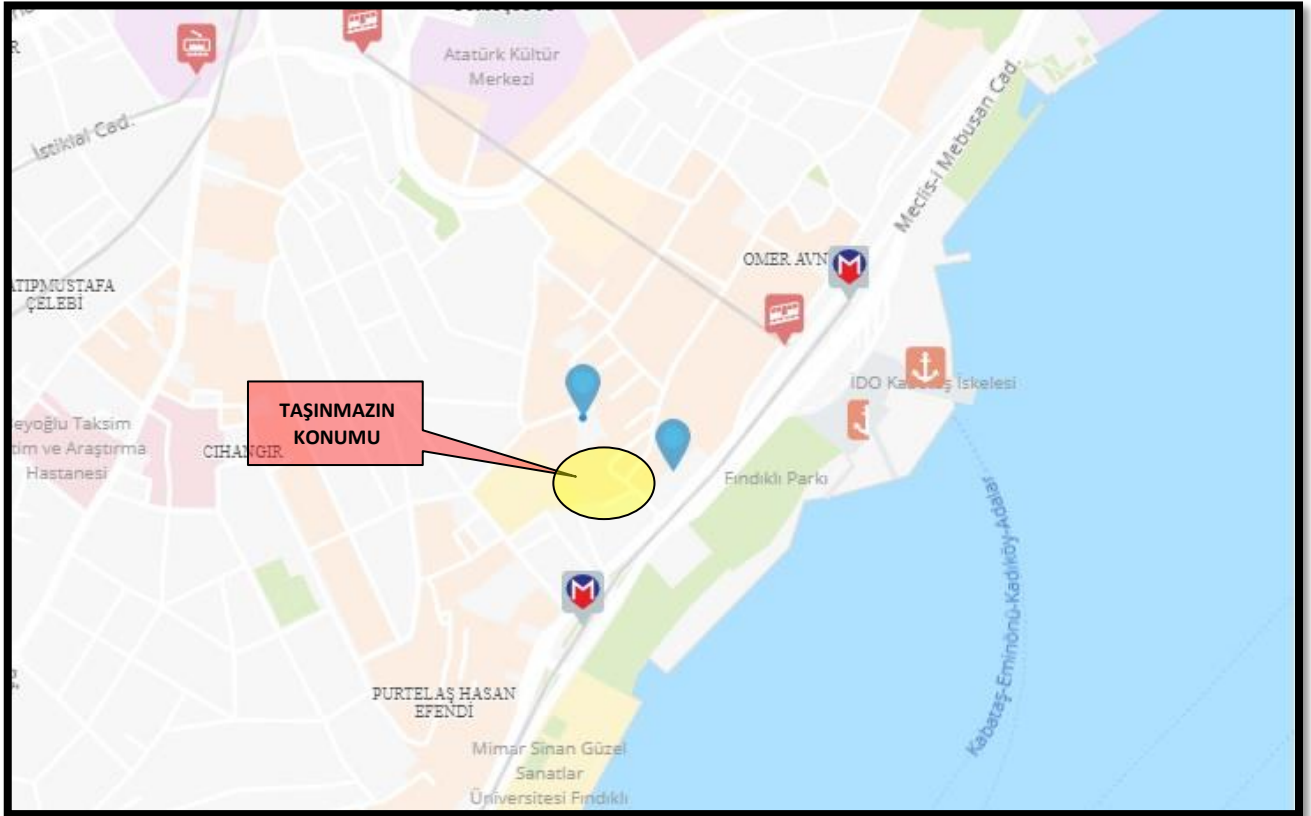 Atatürk Kültür
Merkezi
İstiklal Cad.
Meclis-i Mebusan Cad.
OMER AVN
ATIPMUSTAFA
ÇELEBİ
İDO Kabataş İskelesi
TAŞINMAZIN
KONUMU
eyoğlu Taksim
tim ve Araştırma
Hastanesi
CIHANGIR
Fındıklı Parkı
Kabataş-Eminönü-Kadıköy-Adalar
PURTELAŞ HASAN
EFENDİ
Mimar Sinan Güzel
Sanatlar
Üniversitesi Fındıklı